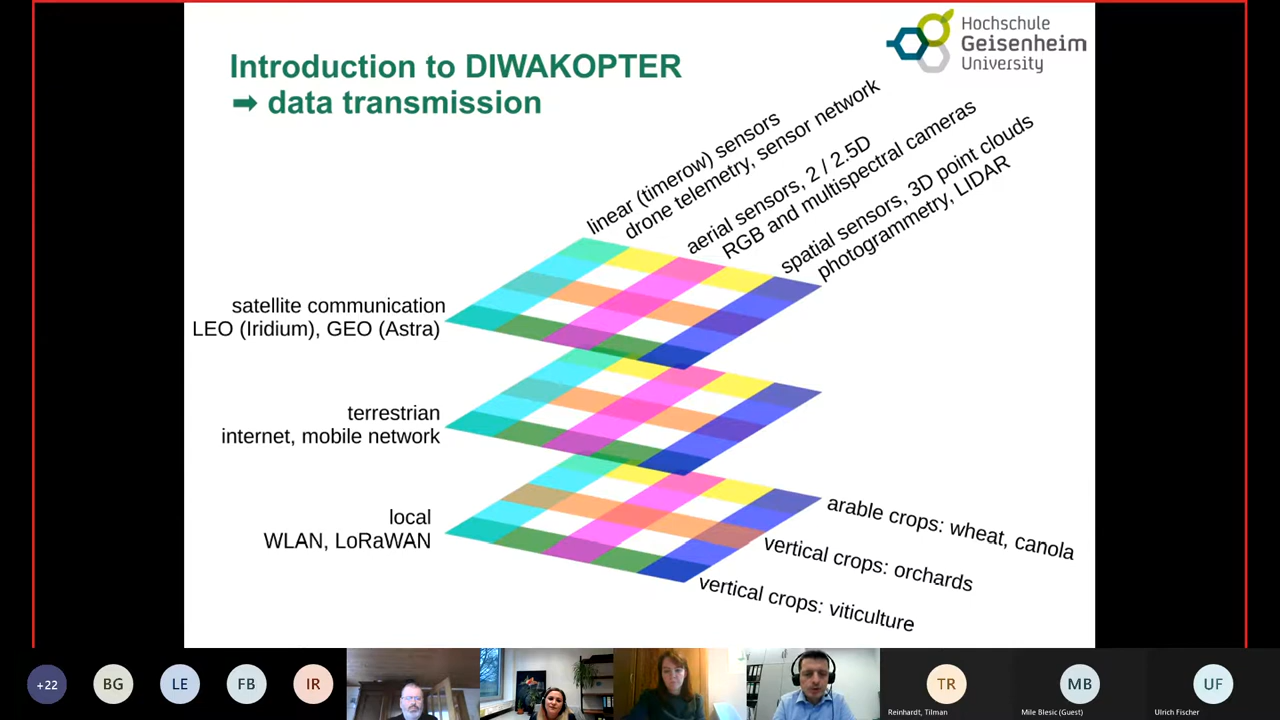 Introduction to DIWAKOPTER
➡ data transmission
Hochschule
Geisenheim
University
linear (timerow) sensors
drone telemetry, sensor network
aerial sensors, 2 / 2.5D
RGB and multispectral cameras
spatial sensors, 3D point clouds
photogrammetry, LIDAR
satellite communication
LEO (Iridium), GEO (Astra)
terrestrian
internet, mobile network
local
WLAN, LoRaWAN
arable crops: wheat, canola
vertical crops: orchards
vertical crops: viticulture
+22
BG
LE
FB
IR
TR
MB
UF
Reinhardt, Tilman
Mile Blesic (Guest)
Ulrich Fischer